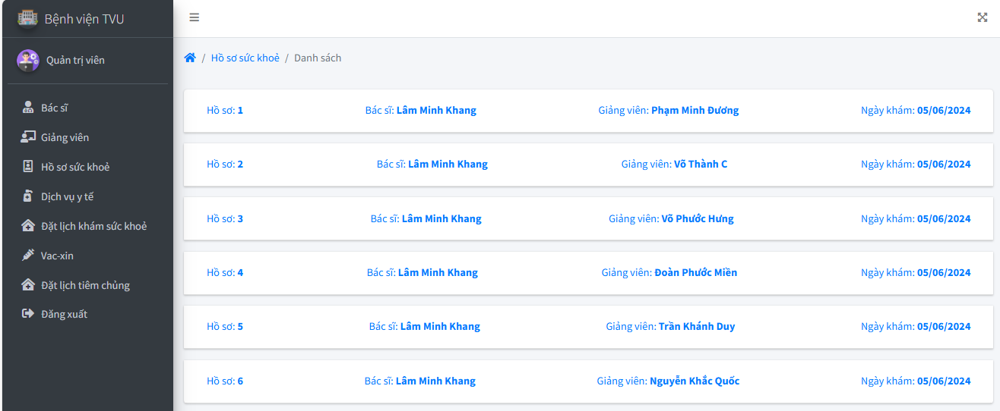 Bệnh viện TVU
Quản trị viên
Bác sĩ
Giảng viên
Hồ sơ sức khoẻ
Dịch vụ y tế
Đặt lịch khám sức khoẻ
Vac-xin
Đặt lịch tiêm chủng
Đăng xuất
/ Hồ sơ sức khoẻ / Danh sách
Hồ sơ: 1 Bác sĩ: Lâm Minh Khang Giảng viên: Phạm Minh Đương Ngày khám: 05/06/2024
Hồ sơ: 2 Bác sĩ: Lâm Minh Khang Giảng viên: Võ Thành C Ngày khám: 05/06/2024
Hồ sơ: 3 Bác sĩ: Lâm Minh Khang Giảng viên: Võ Phước Hưng Ngày khám: 05/06/2024
Hồ sơ: 4 Bác sĩ: Lâm Minh Khang Giảng viên: Đoàn Phước Miền Ngày khám: 05/06/2024
Hồ sơ: 5 Bác sĩ: Lâm Minh Khang Giảng viên: Trần Khánh Duy Ngày khám: 05/06/2024
Hồ sơ: 6 Bác sĩ: Lâm Minh Khang Giảng viên: Nguyễn Khắc Quốc Ngày khám: 05/06/2024